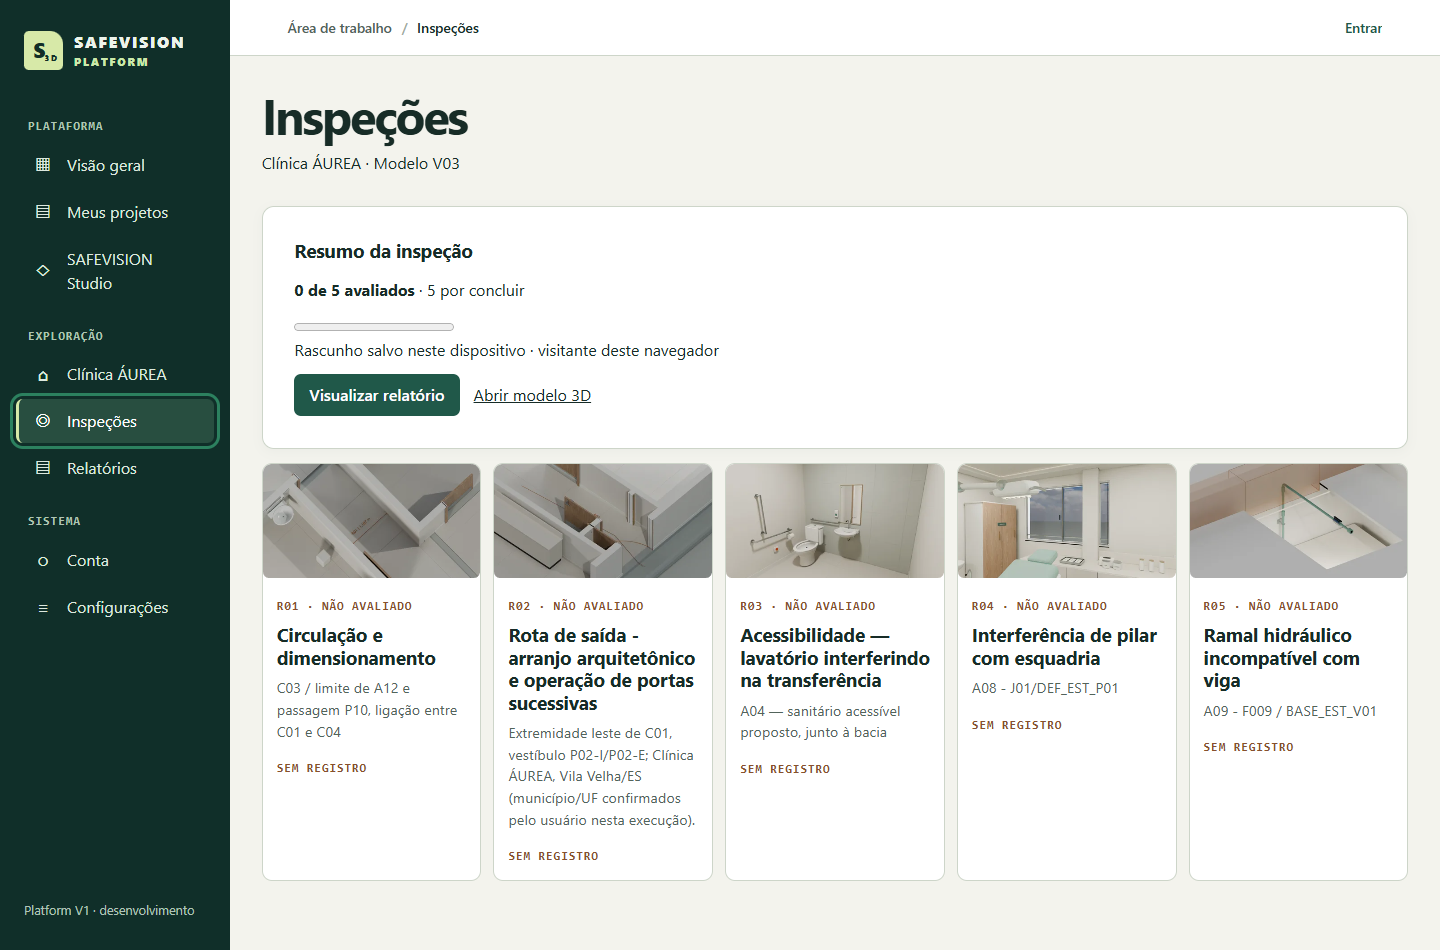 S3D
SAFEVISION
PLATFORM
PLATAFORMA
Visão geral
Meus projetos
SAFEVISION
Studio
EXPLORAÇÃO
Clínica ÁUREA
Inspeções
Relatórios
SISTEMA
Conta
Configurações
Platform V1 · desenvolvimento
Área de trabalho / Inspeções
Entrar
Inspeções
Clínica ÁUREA · Modelo V03
Resumo da inspeção
0 de 5 avaliados · 5 por concluir
Rascunho salvo neste dispositivo · visitante deste navegador
Visualizar relatório
Abrir modelo 3D
R01 · NÃO AVALIADO
Circulação e
dimensionamento
C03 / limite de A12 e
passagem P10, ligação entre
C01 e C04
SEM REGISTRO
R02 · NÃO AVALIADO
Rota de saída -
arranjo arquitetônico
e operação de portas
sucessivas
Extremidade leste de C01,
vestíbulo P02-I/P02-E; Clínica
ÁUREA, Vila Velha/ES
(município/UF confirmados
pelo usuário nesta execução).
SEM REGISTRO
R03 · NÃO AVALIADO
Acessibilidade —
lavatório interferindo
na transferência
A04 — sanitário acessível
proposto, junto à bacia
SEM REGISTRO
R04 · NÃO AVALIADO
Interferência de pilar
com esquadria
A08 - J01/DEF_EST_P01
SEM REGISTRO
R05 · NÃO AVALIADO
Ramal hidráulico
incompatível com
viga
A09 - F009 / BASE_EST_V01
SEM REGISTRO